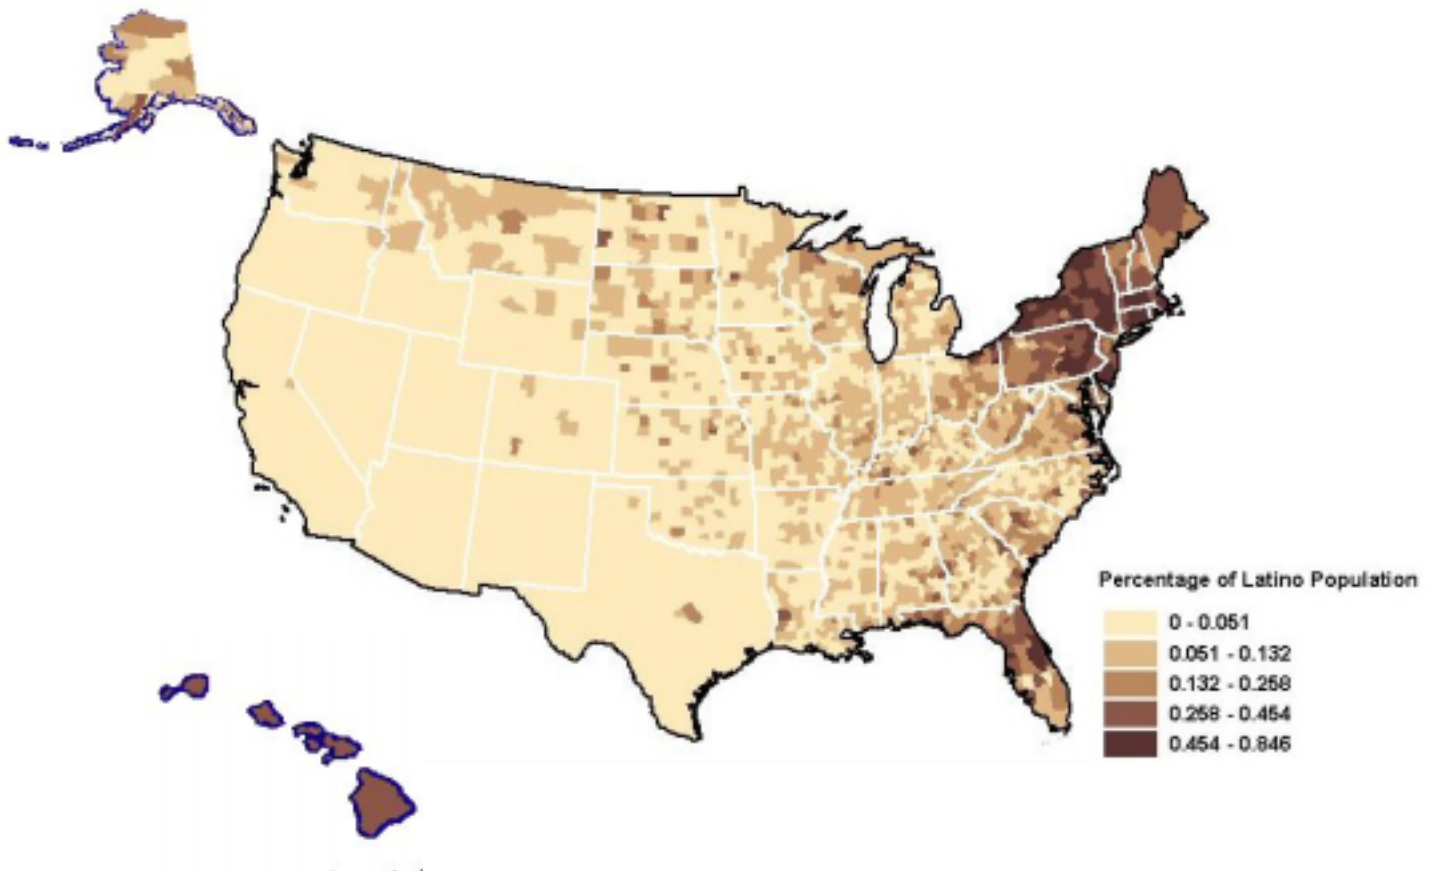 Percentage of Latino Population
0 - 0.051
0.051 - 0.132
0.132 - 0.258
0.258 - 0.454
0.454 - 0.846